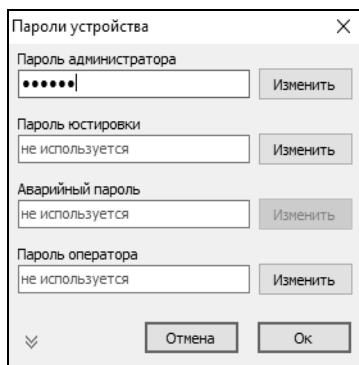 Пароли устройства
Пароль администратора
••••••
Изменить
Пароль юстировки
не используется
Изменить
Аварийный пароль
не используется
Изменить
Пароль оператора
не используется
Изменить
Отмена
Ок